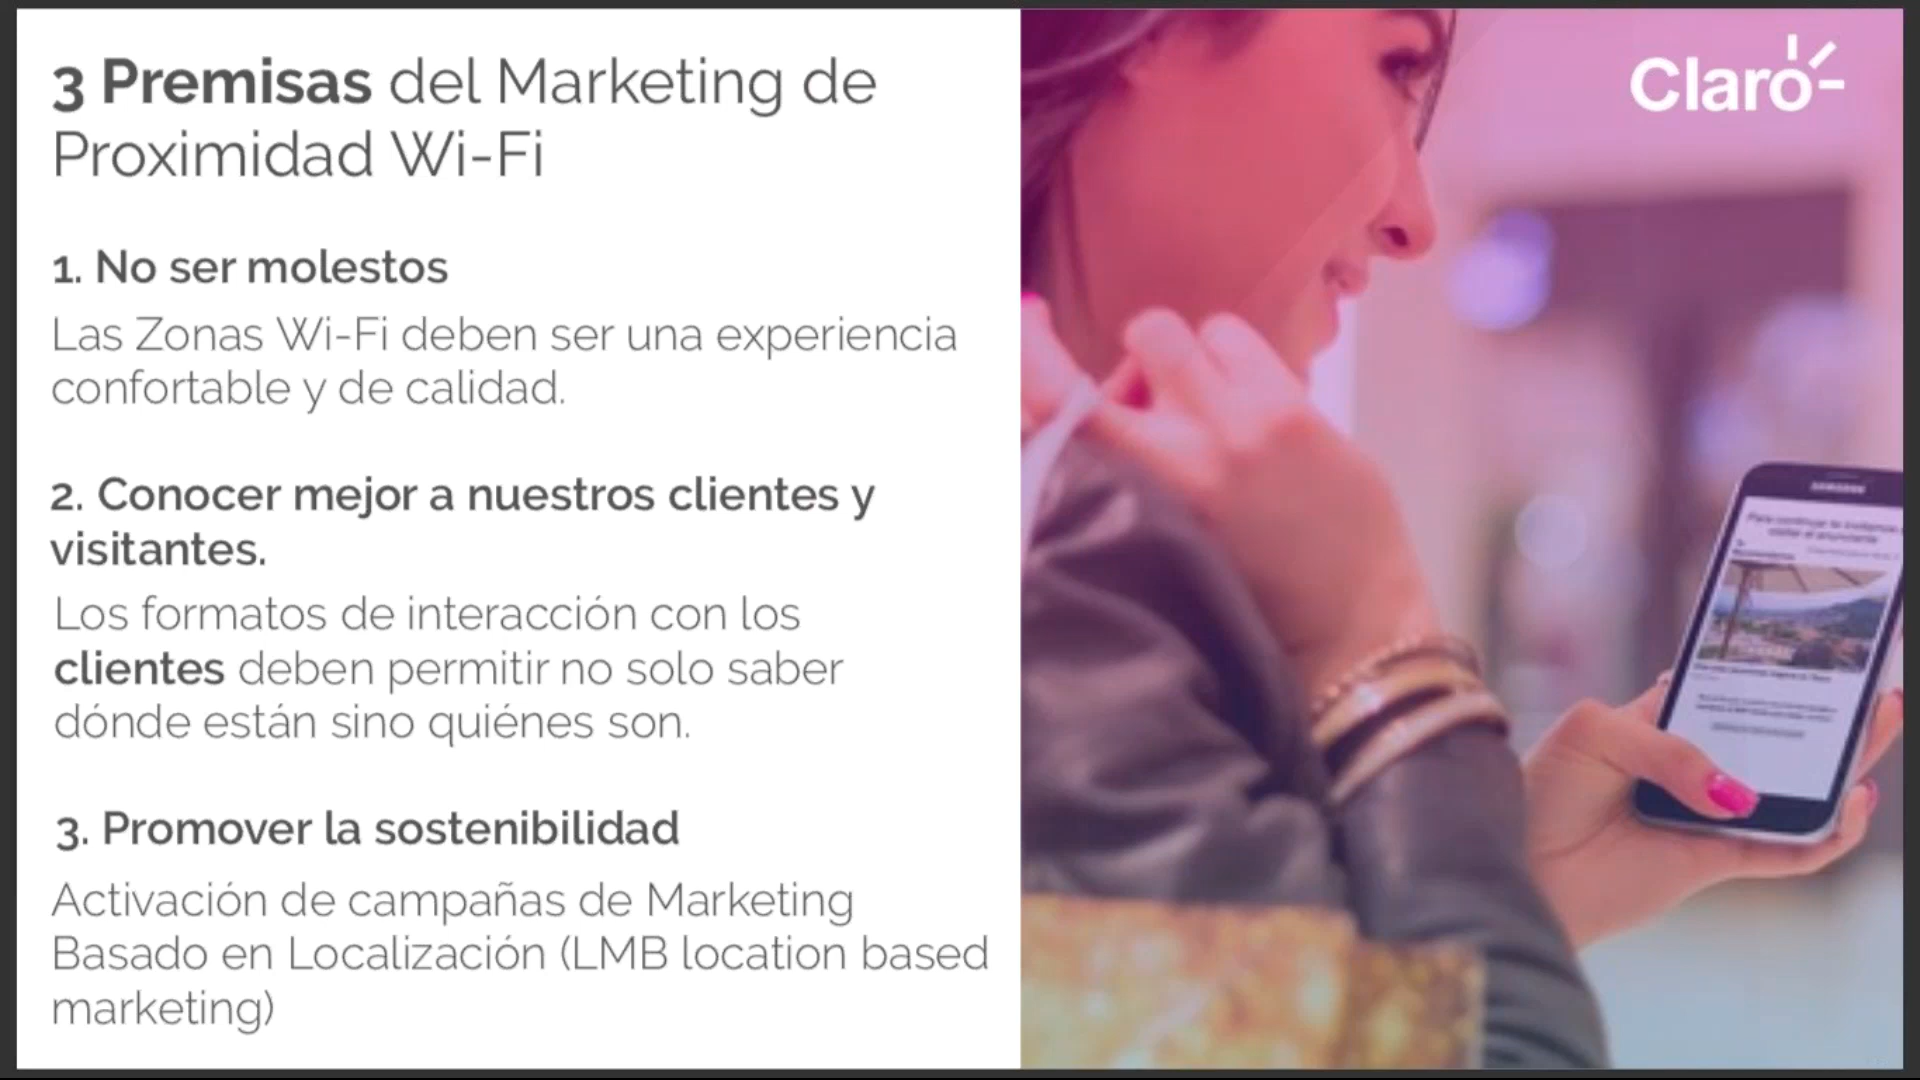 3 Premisas del Marketing de
Proximidad Wi-Fi
1. No ser molestos
Las Zonas Wi-Fi deben ser una experiencia
confortable y de calidad.
2. Conocer mejor a nuestros clientes y
visitantes.
Los formatos de interacción con los
clientes deben permitir no solo saber
dónde están sino quiénes son.
3. Promover la sostenibilidad
Activación de campañas de Marketing
Basado en Localización (LMB location based
marketing)
Claro
SAMSUNG